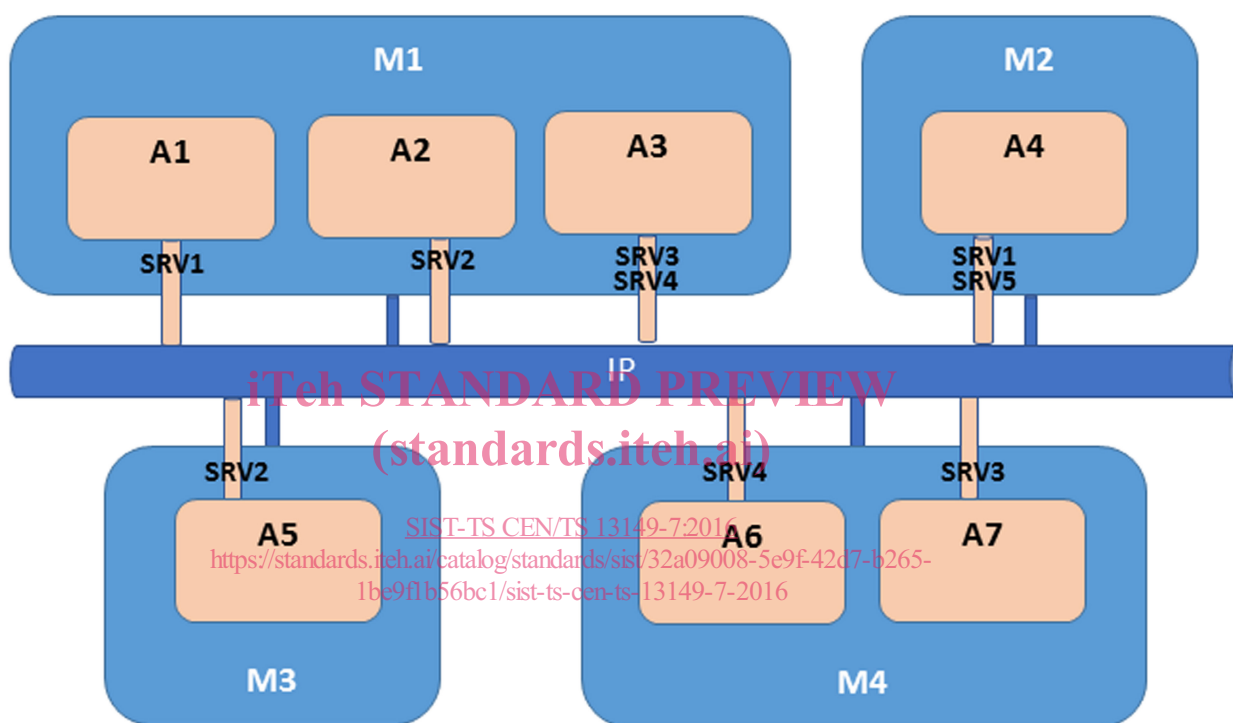 M1
M2
A1
A2
A3
A4
SRV1
SRV2
SRV3
SRV4
SRV1
SRV5
IP
iTeh STANDARD PREVIEW
(standards.iteh.ai)
SRV2
SRV4
SRV3
A5
A6
A7
SIST-TS CEN/TS 13149-7:2016
https://standards.iteh.ai/catalog/standards/sist/32a09008-5e9f-42d7-b265-
1be9f1b56bc1/sist-ts-cen-ts-13149-7-2016
M3
M4